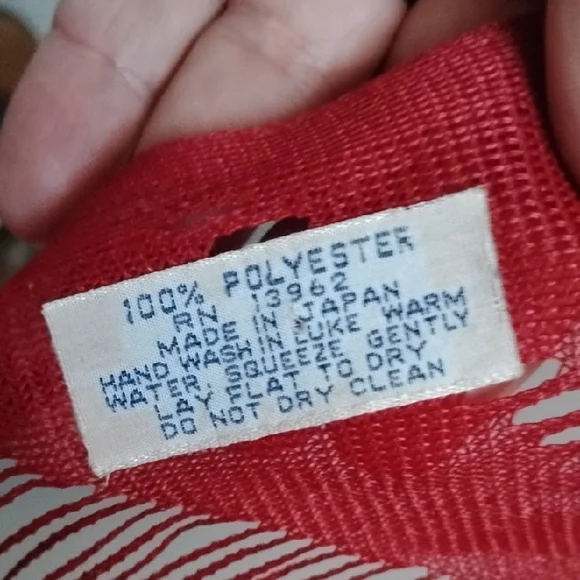 100% POLYESTER
RN 13962
MADE IN JAPAN
HAND WASH IN LUKE WARM
WATER, SQUEEZE GENTLY
LAY FLAT TO DRY
DO NOT DRY CLEAN